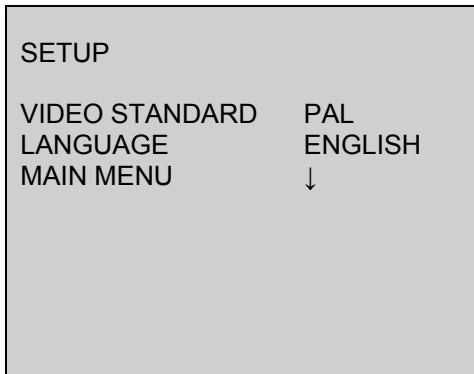 SETUP
VIDEO STANDARD PAL
LANGUAGE ENGLISH
MAIN MENU ↓